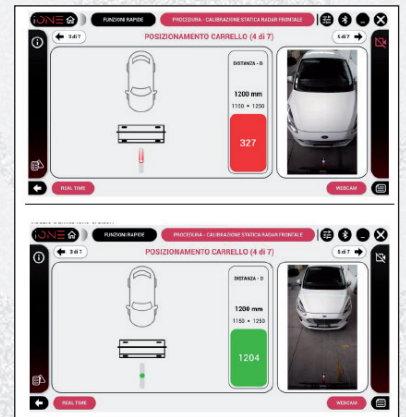 iONE
FUNZIONI RAPIDE
PROCEDURA - CALIBRAZIONE STATICA RADAR FRONTALE
3 di 7
POSIZIONAMENTO CARRELLO (4 di 7)
5 di 7
DISTANZA - D
1200 mm
1150 ÷ 1250
327
REAL TIME
WEBCAM
iONE
FUNZIONI RAPIDE
PROCEDURA - CALIBRAZIONE STATICA RADAR FRONTALE
3 di 7
POSIZIONAMENTO CARRELLO (4 di 7)
5 di 7
DISTANZA - D
1200 mm
1150 ÷ 1250
1204
REAL TIME
WEBCAM